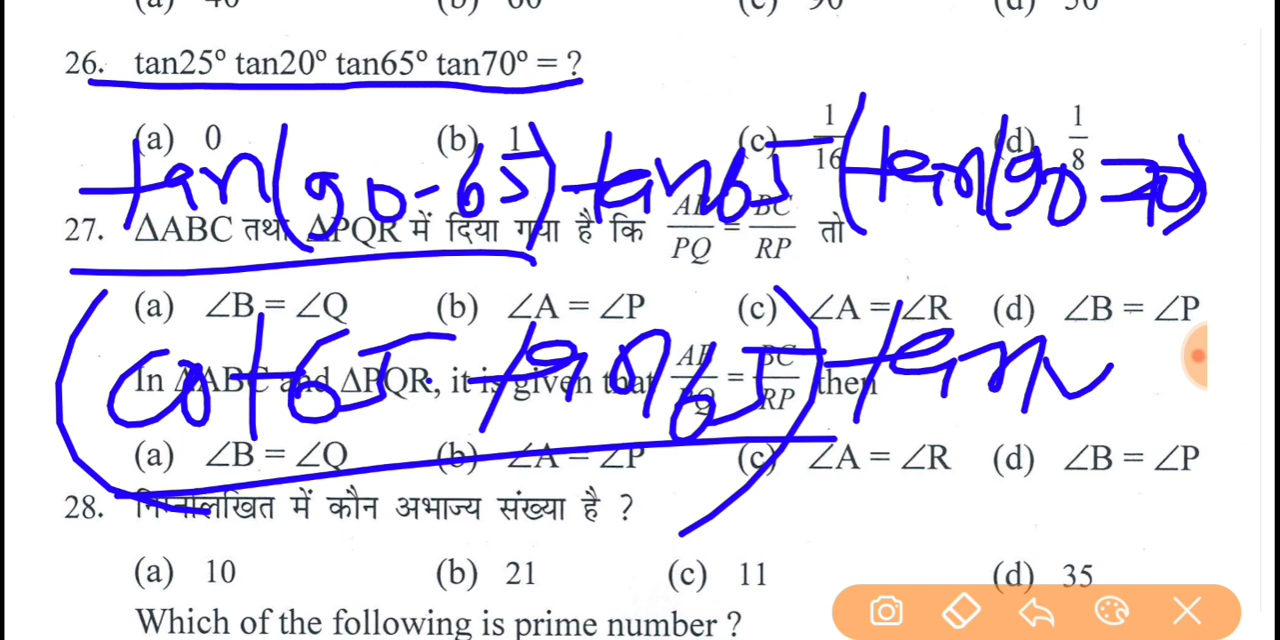 26. tan25° tan20° tan65° tan70° = ?
(a) 0 (b) 1 (c) 1/16 (d) 1/8
tan(90-65) tan65 (tan(90-70)
27. ΔABC तथा ΔPQR में दिया गया है कि AB/PQ = BC/RP तो
(a) ∠B = ∠Q (b) ∠A = ∠P (c) ∠A = ∠R (d) ∠B = ∠P
(cot65 tan65) tan
In ΔABC and ΔPQR, it is given that AB/PQ = BC/RP then
(a) ∠B = ∠Q (b) ∠A = ∠P (c) ∠A = ∠R (d) ∠B = ∠P
28. निम्नलिखित में कौन अभाज्य संख्या है ?
(a) 10 (b) 21 (c) 11 (d) 35
Which of the following is prime number ?